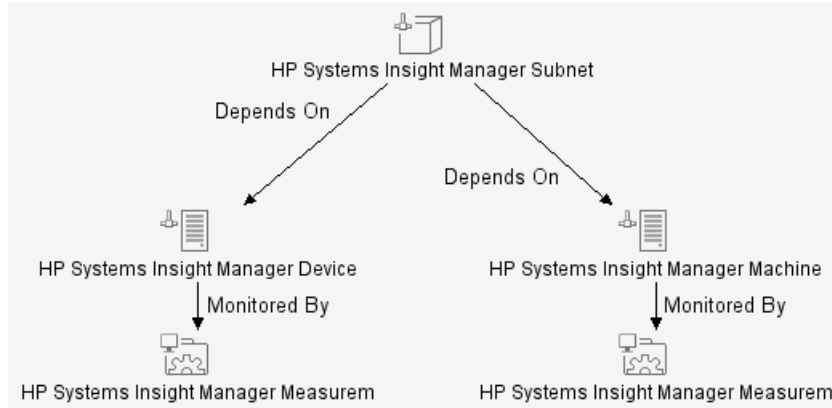 HP Systems Insight Manager Subnet
Depends On
Depends On
HP Systems Insight Manager Device
HP Systems Insight Manager Machine
Monitored By
Monitored By
HP Systems Insight Manager Measurem
HP Systems Insight Manager Measurem